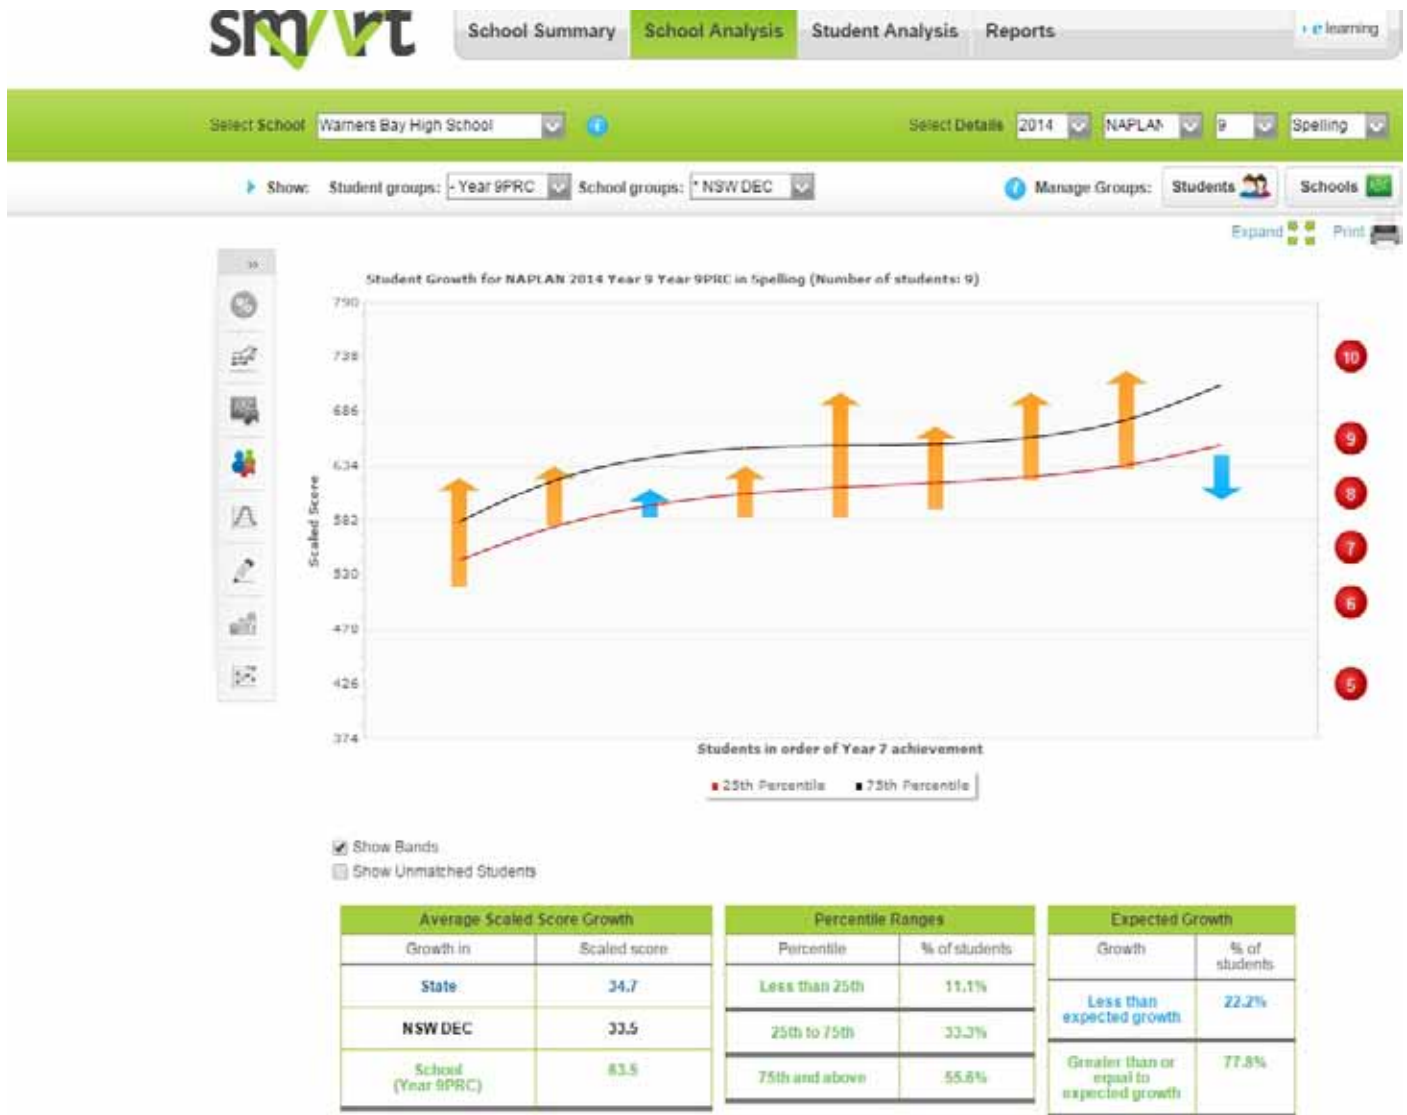 smart
School Summary School Analysis Student Analysis Reports e learning
Select School Warners Bay High School Select Details 2014 NAPLAN 9 Spelling
Show: Student groups: - Year 9PRC School groups: * NSW DEC Manage Groups: Students Schools
Expand Print
Student Growth for NAPLAN 2014 Year 9 Year 9PRC in Spelling (Number of students: 9)
790
738
686
634
582
530
478
426
374
Scaled Score
10
9
8
7
6
5
Students in order of Year 7 achievement
25th Percentile 75th Percentile
Show Bands
Show Unmatched Students
Average Scaled Score Growth
Growth in Scaled score
State 34.7
NSW DEC 33.5
School
(Year 9PRC)
Percentile Ranges
Percentile % of students
Less than 25th 11.1%
25th to 75th 33.3%
75th and above 55.6%
Expected Growth
Growth % of
students
Less than
expected growth 22.2%
Greater than or
equal to
expected growth 77.8%